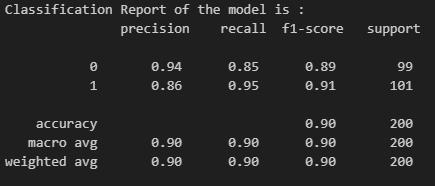 Classification Report of the model is :
precision recall f1-score support
0 0.94 0.85 0.89 99
1 0.86 0.95 0.91 101
accuracy 0.90 200
macro avg 0.90 0.90 0.90 200
weighted avg 0.90 0.90 0.90 200